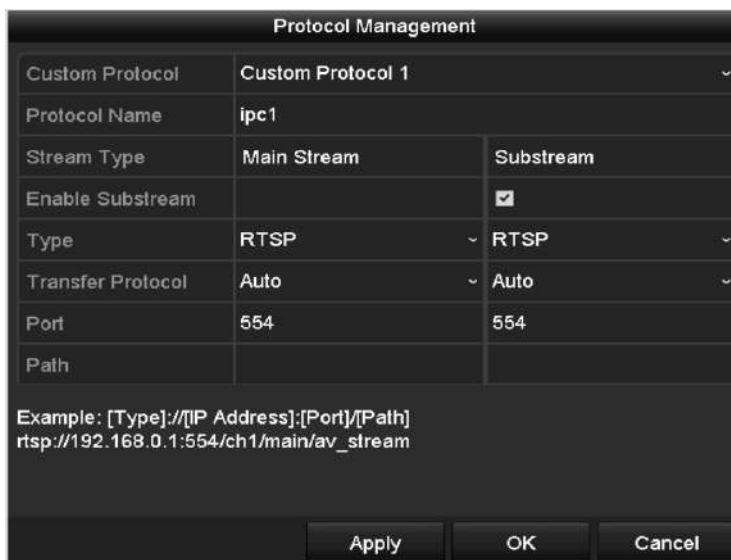 Protocol Management
Custom Protocol Custom Protocol 1
Protocol Name ipc1
Stream Type Main Stream Substream
Enable Substream
Type RTSP RTSP
Transfer Protocol Auto Auto
Port 554 554
Path
Example: [Type]://[IP Address]:[Port]/[Path]
rtsp://192.168.0.1:554/ch1/main/av_stream
Apply OK Cancel